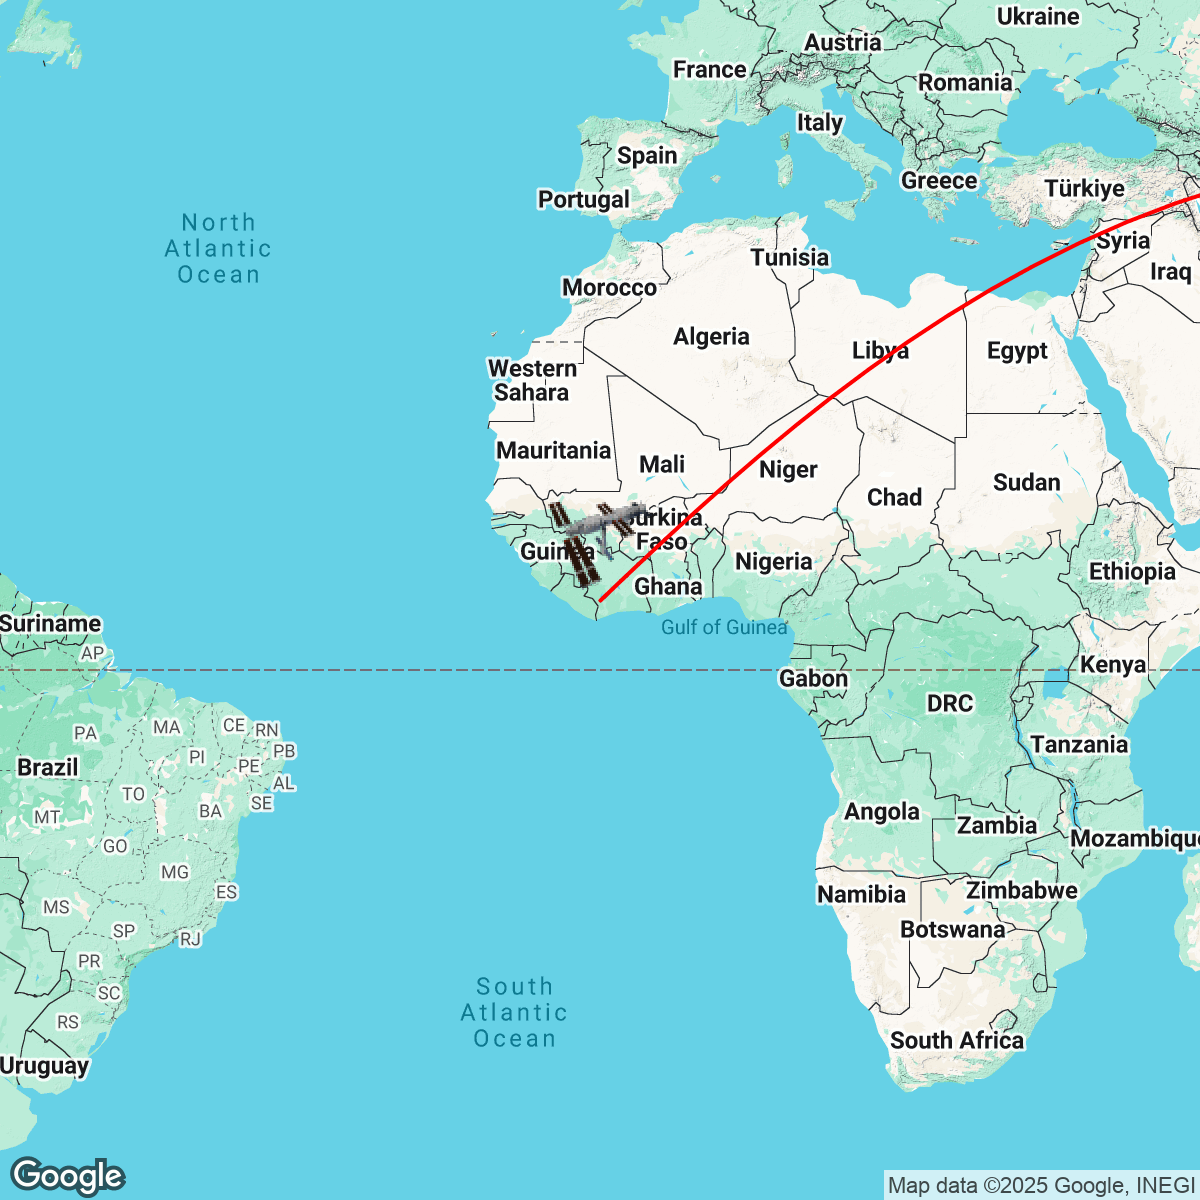 Ukraine
Austria
France
Romania
Italy
Spain
Greece
Türkiye
Portugal
North
Atlantic
Ocean
Syria
Tunisia
Iraq
Morocco
Algeria
Libya
Egypt
Western
Sahara
Mauritania
Mali
Niger
Sudan
Chad
Burkina
Faso
Guinea
Nigeria
Ethiopia
Ghana
Suriname
Gulf of Guinea
AP
Kenya
Gabon
DRC
MA
CE
RN
PA
PB
Tanzania
PI
PE
Brazil
AL
TO
SE
BA
MT
Angola
Zambia
Mozambiqu
GO
MG
ES
Namibia
Zimbabwe
MS
SP
RJ
Botswana
PR
South
Atlantic
Ocean
SC
RS
South Africa
Uruguay
Google
Map data ©2025 Google, INEGI